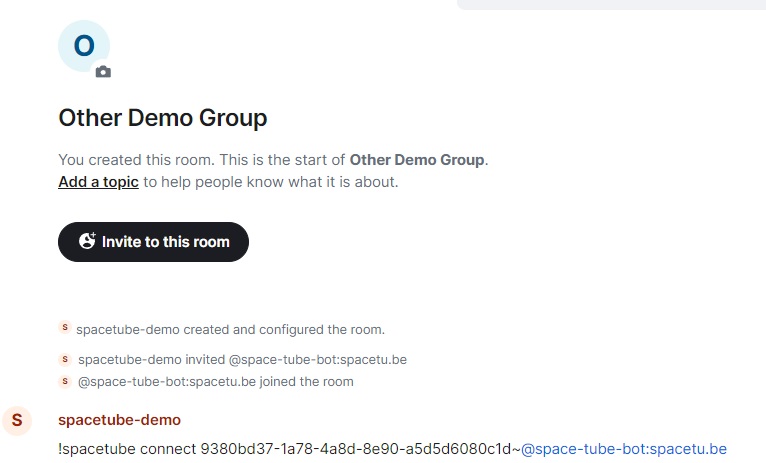 O
Other Demo Group
You created this room. This is the start of Other Demo Group.
Add a topic to help people know what it is about.
Invite to this room
S spacetube-demo created and configured the room.
S spacetube-demo invited @space-tube-bot:spacetu.be
S @space-tube-bot:spacetu.be joined the room
S spacetube-demo
!spacetube connect 9380bd37-1a78-4a8d-8e90-a5d5d6080c1d~@space-tube-bot:spacetu.be